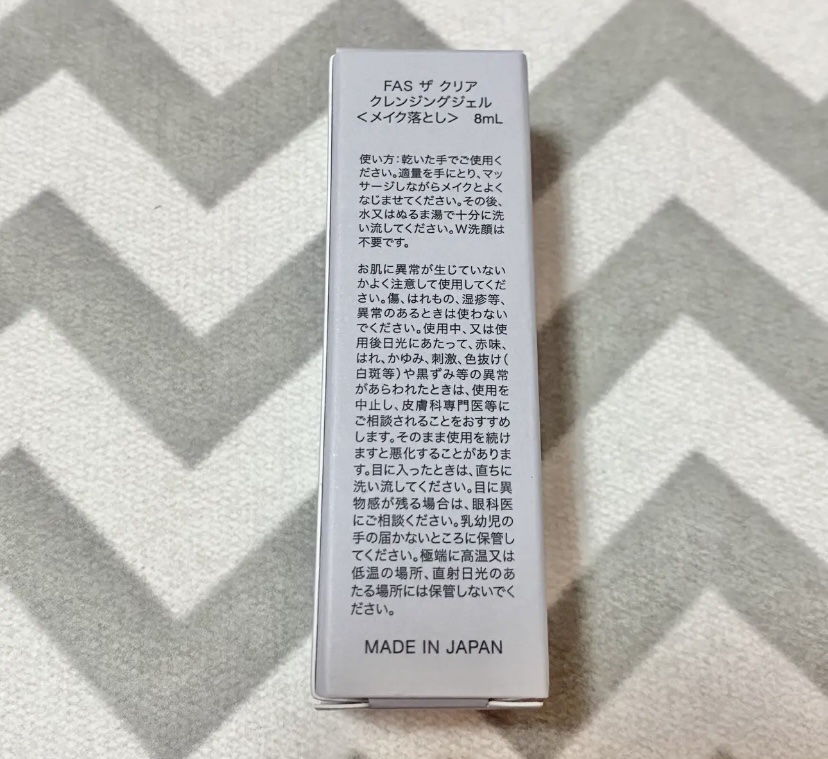 FAS ザ クリア
クレンジングジェル
<メイク落とし> 8mL
使い方:乾いた手でご使用く
ださい。適量を手にとり、マッ
サージしながらメイクとよく
なじませてください。その後、
水又はぬるま湯で十分に洗
い流してください。W洗顔は
不要です。
お肌に異常が生じていない
かよく注意して使用してくだ
さい。傷、はれもの、湿疹等、
異常のあるときは使わない
でください。使用中、又は使
用後日光にあたって、赤味、
はれ、かゆみ、刺激、色抜け(
白斑等)や黒ずみ等の異常
があらわれたときは、使用を
中止し、皮膚科専門医等に
ご相談されることをおすすめ
します。そのまま使用を続け
ますと悪化することがありま
す。目に入ったときは、直ちに
洗い流してください。目に異
物感が残る場合は、眼科医
にご相談ください。乳幼児の
手の届かないところに保管し
てください。極端に高温又は
低温の場所、直射日光のあ
たる場所には保管しないでく
ださい。
MADE IN JAPAN